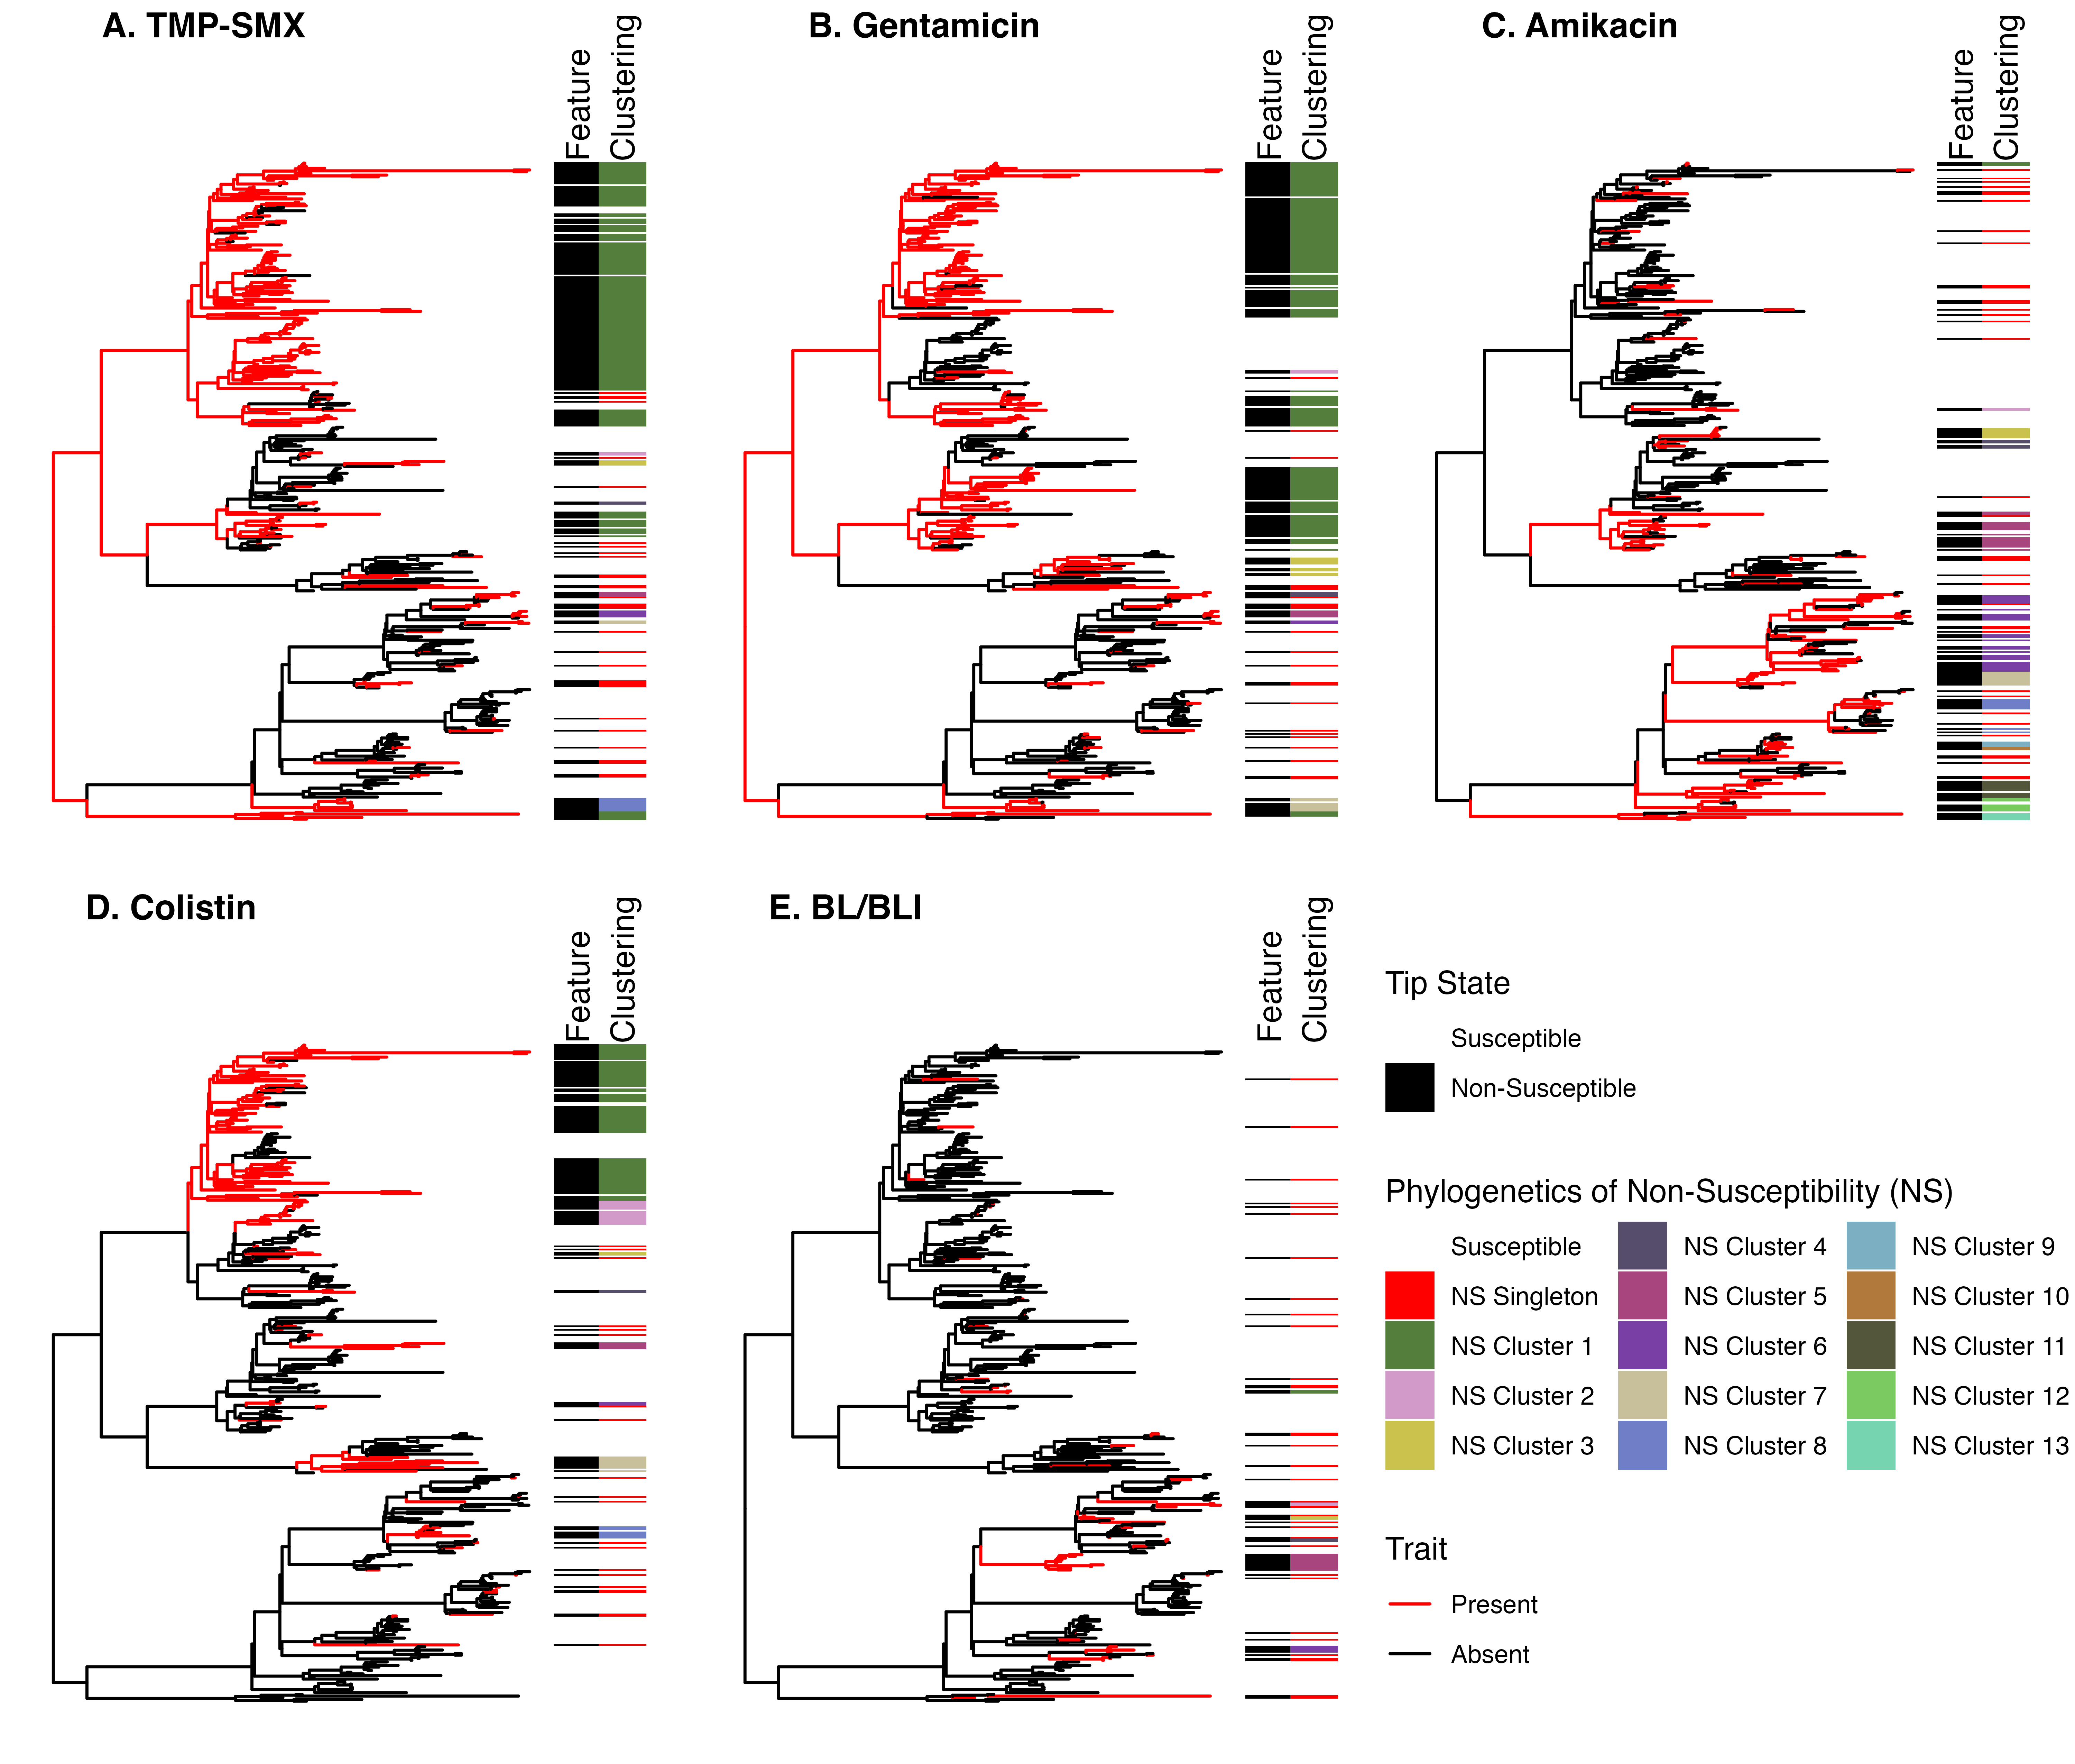 A. TMP-SMX
Feature
Clustering
B. Gentamicin
Feature
Clustering
C. Amikacin
Feature
Clustering
D. Colistin
Feature
Clustering
E. BL/BLI
Feature
Clustering
Tip State
Susceptible
Non-Susceptible
Phylogenetics of Non-Susceptibility (NS)
Susceptible
NS Singleton
NS Cluster 1
NS Cluster 2
NS Cluster 3
NS Cluster 4
NS Cluster 5
NS Cluster 6
NS Cluster 7
NS Cluster 8
NS Cluster 9
NS Cluster 10
NS Cluster 11
NS Cluster 12
NS Cluster 13
Trait
Present
Absent